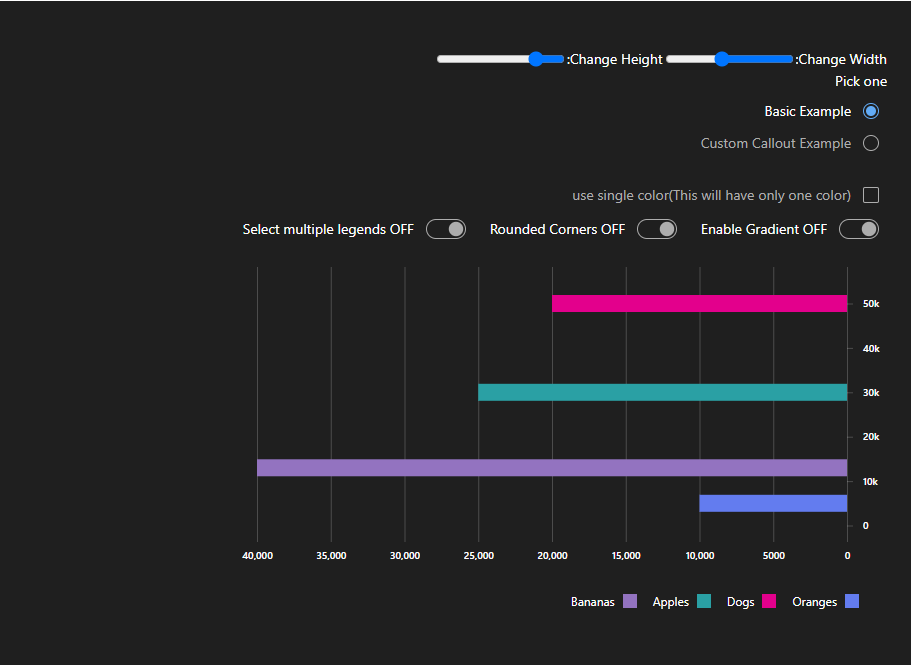 :Change Height :Change Width
Pick one
Basic Example
Custom Callout Example
use single color(This will have only one color)
Select multiple legends OFF Rounded Corners OFF Enable Gradient OFF
50k
40k
30k
20k
10k
0
40,000 35,000 30,000 25,000 20,000 15,000 10,000 5000 0
Bananas Apples Dogs Oranges